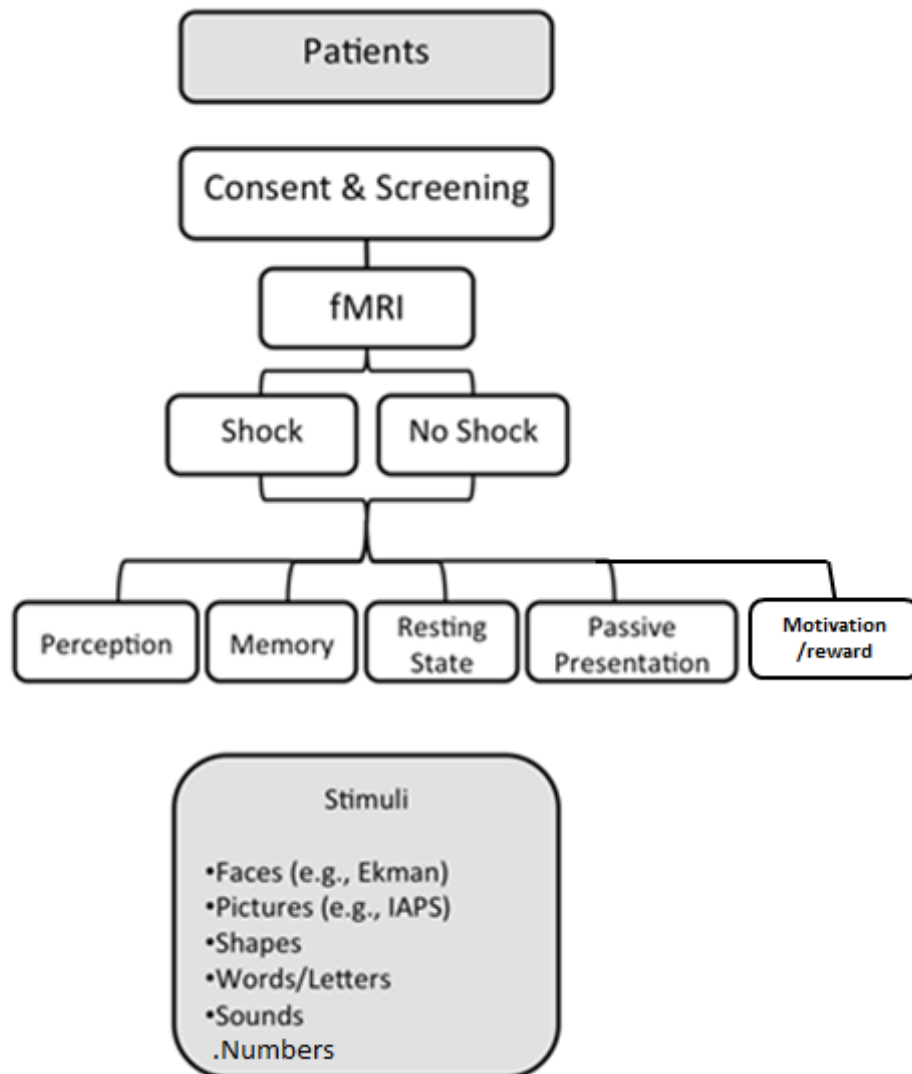 Patients
Consent & Screening
fMRI
Shock
No Shock
Perception
Memory
Resting
State
Passive
Presentation
Motivation
/reward
Stimuli
•Faces (e.g., Ekman)
•Pictures (e.g., IAPS)
•Shapes
•Words/Letters
•Sounds
.Numbers